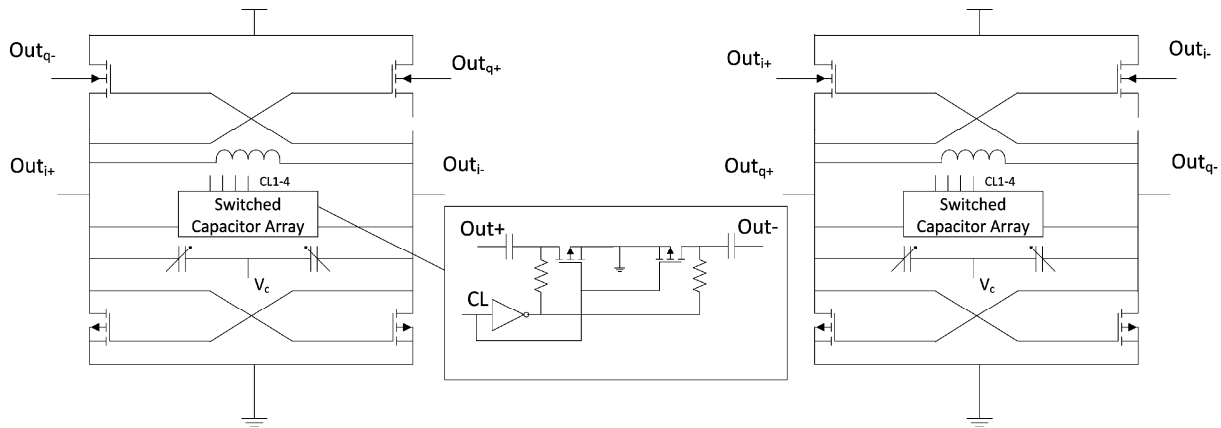 Outq-
Outq+
Outi+
Outi-
CL1-4
Switched
Capacitor Array
Vc
Out+
Out-
CL
Outi+
Outi-
Outq+
Outq-
CL1-4
Switched
Capacitor Array
Vc